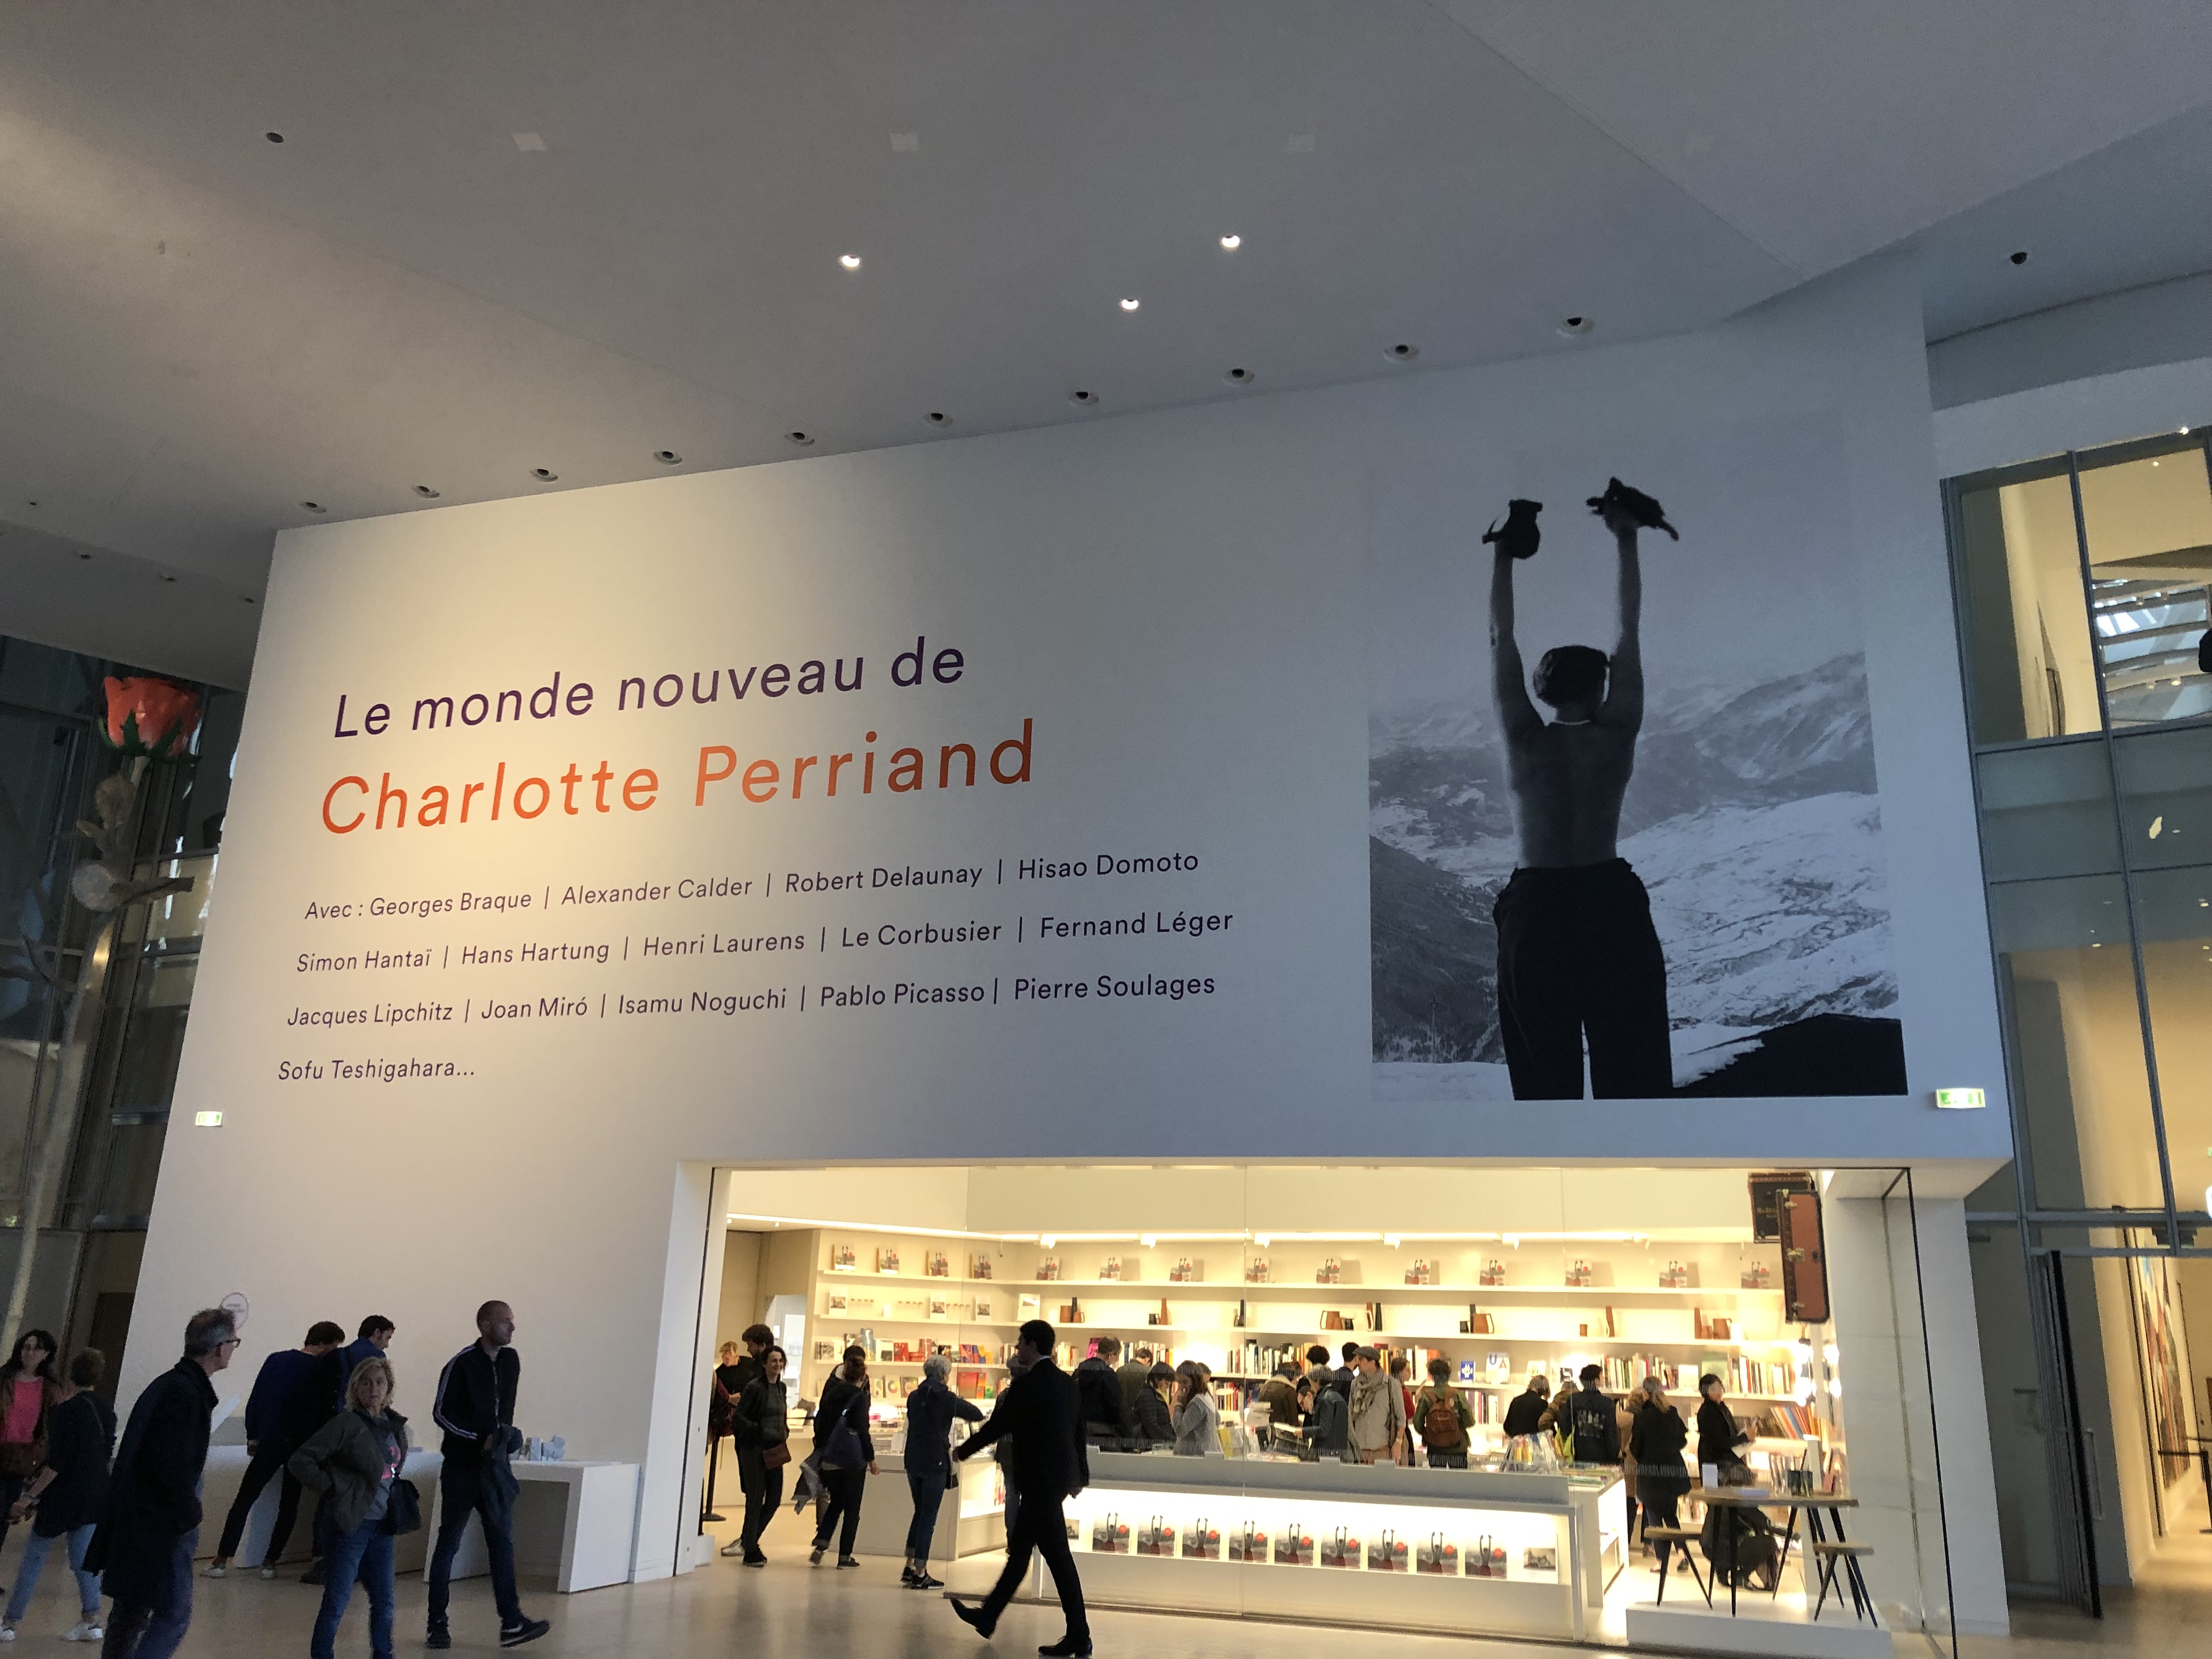 Le monde nouveau de
Charlotte Perriand
Avec : Georges Braque | Alexander Calder | Robert Delaunay | Hisao Domoto
Simon Hantaï | Hans Hartung | Henri Laurens | Le Corbusier | Fernand Léger
Jacques Lipchitz | Joan Miró | Isamu Noguchi | Pablo Picasso | Pierre Soulages
Sofu Teshigahara...